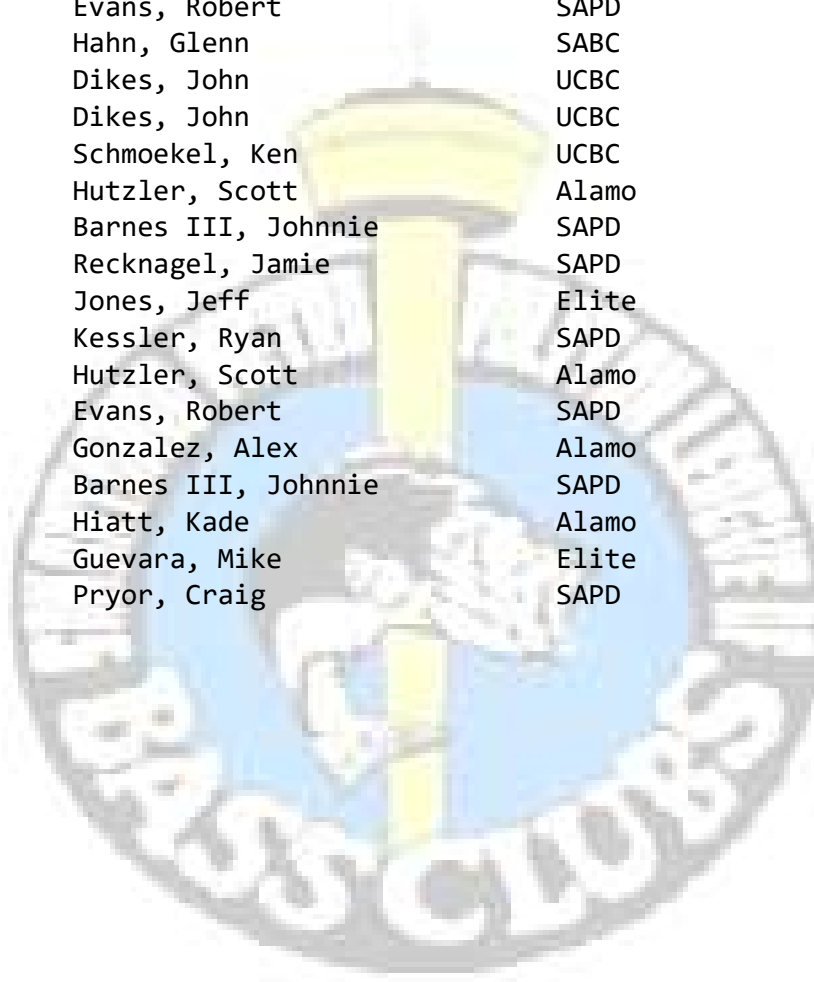 Evans, Robert SAPD
Hahn, Glenn SABC
Dikes, John UCBC
Dikes, John UCBC
Schmoekel, Ken UCBC
Hutzler, Scott Alamo
Barnes III, Johnnie SAPD
Recknagel, Jamie SAPD
Jones, Jeff Elite
Kessler, Ryan SAPD
Hutzler, Scott Alamo
Evans, Robert SAPD
Gonzalez, Alex Alamo
Barnes III, Johnnie SAPD
Hiatt, Kade Alamo
Guevara, Mike Elite
Pryor, Craig SAPD
BASS CLUBS